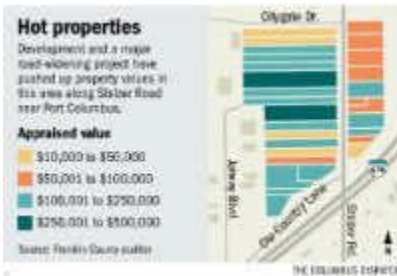 Hot properties
Development and a major
road-widening project have
pushed up property values in
this area along Stelzer Road
near Port Columbus.
Appraised value
$10,000 to $50,000
$50,001 to $100,000
$100,001 to $250,000
$250,001 to $500,000
Source: Franklin County auditor
Citygate Dr.
Old Country Lane
Stelzer Rd.
N
THE COLUMBUS DISPATCH